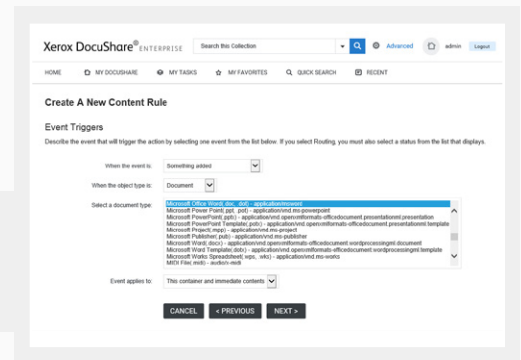 Xerox DocuShare® ENTERPRISE Search this Collection Advanced admin Logout
HOME MY DOCUSHARE MY TASKS MY FAVORITES QUICK SEARCH RECENT
Create A New Content Rule
Event Triggers
Describe the event that will trigger the action by selecting one event from the list below. If you select Routing, you must also select a status from the list that displays.
When the event is: Something added
When the object type is: Document
Select a document type: Microsoft Office Word(.doc, .dot) - application/msword
Microsoft Power Point(.ppt, .pot) - application/vnd.ms-powerpoint
Microsoft PowerPoint(.pptx) - application/vnd.openxmlformats-officedocument.presentationml.presentation
Microsoft PowerPoint Template(.potx) - application/vnd.openxmlformats-officedocument.presentationml.template
Microsoft Project(.mpp) - application/vnd.ms-project
Microsoft Publisher(.pub) - application/vnd.ms-publisher
Microsoft Word(.docx) - application/vnd.openxmlformats-officedocument.wordprocessingml.document
Microsoft Word Template(.dotx) - application/vnd.openxmlformats-officedocument.wordprocessingml.template
Microsoft Works Spreadsheet(.wps, .wks) - application/vnd.ms-works
MIDI File(.midi) - audio/x-midi
Event applies to: This container and immediate contents
CANCEL < PREVIOUS NEXT >